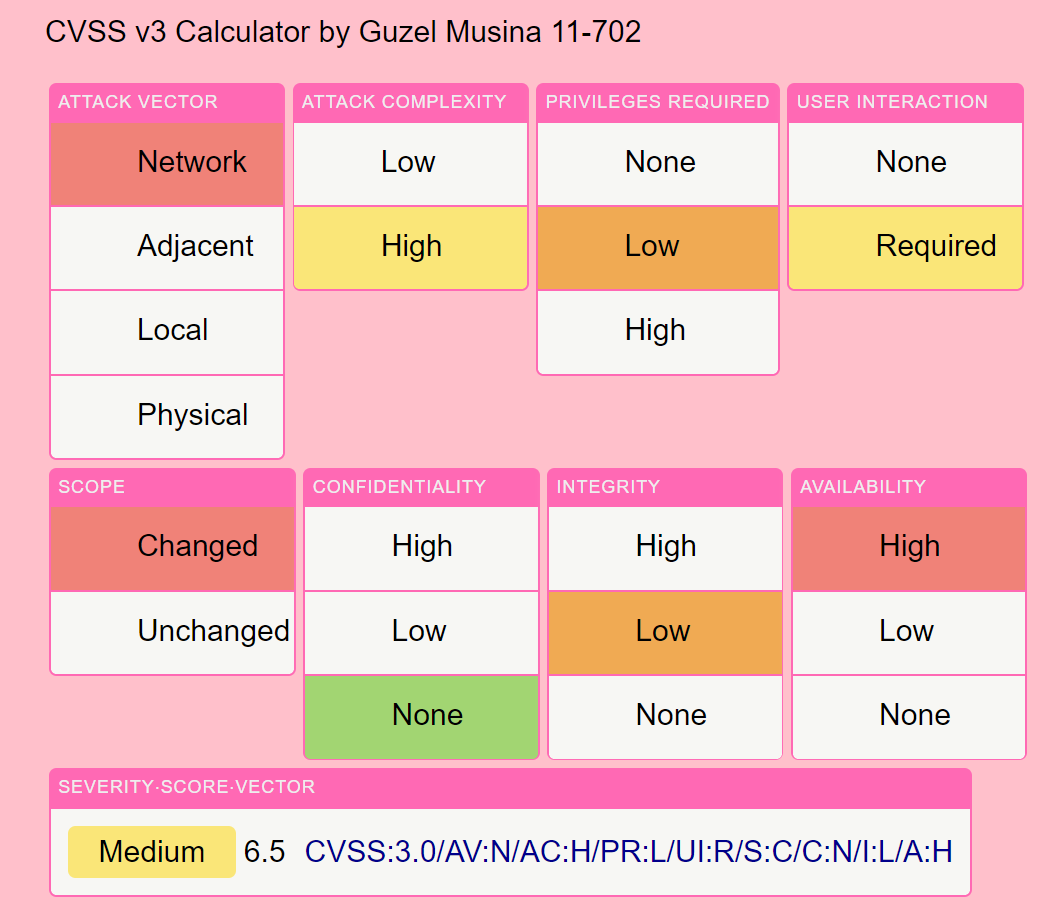 CVSS v3 Calculator by Guzel Musina 11-702
ATTACK VECTOR
Network
Adjacent
Local
Physical
ATTACK COMPLEXITY
Low
High
PRIVILEGES REQUIRED
None
Low
High
USER INTERACTION
None
Required
SCOPE
Changed
Unchanged
CONFIDENTIALITY
High
Low
None
INTEGRITY
High
Low
None
AVAILABILITY
High
Low
None
SEVERITY·SCORE·VECTOR
Medium 6.5 CVSS:3.0/AV:N/AC:H/PR:L/UI:R/S:C/C:N/I:L/A:H